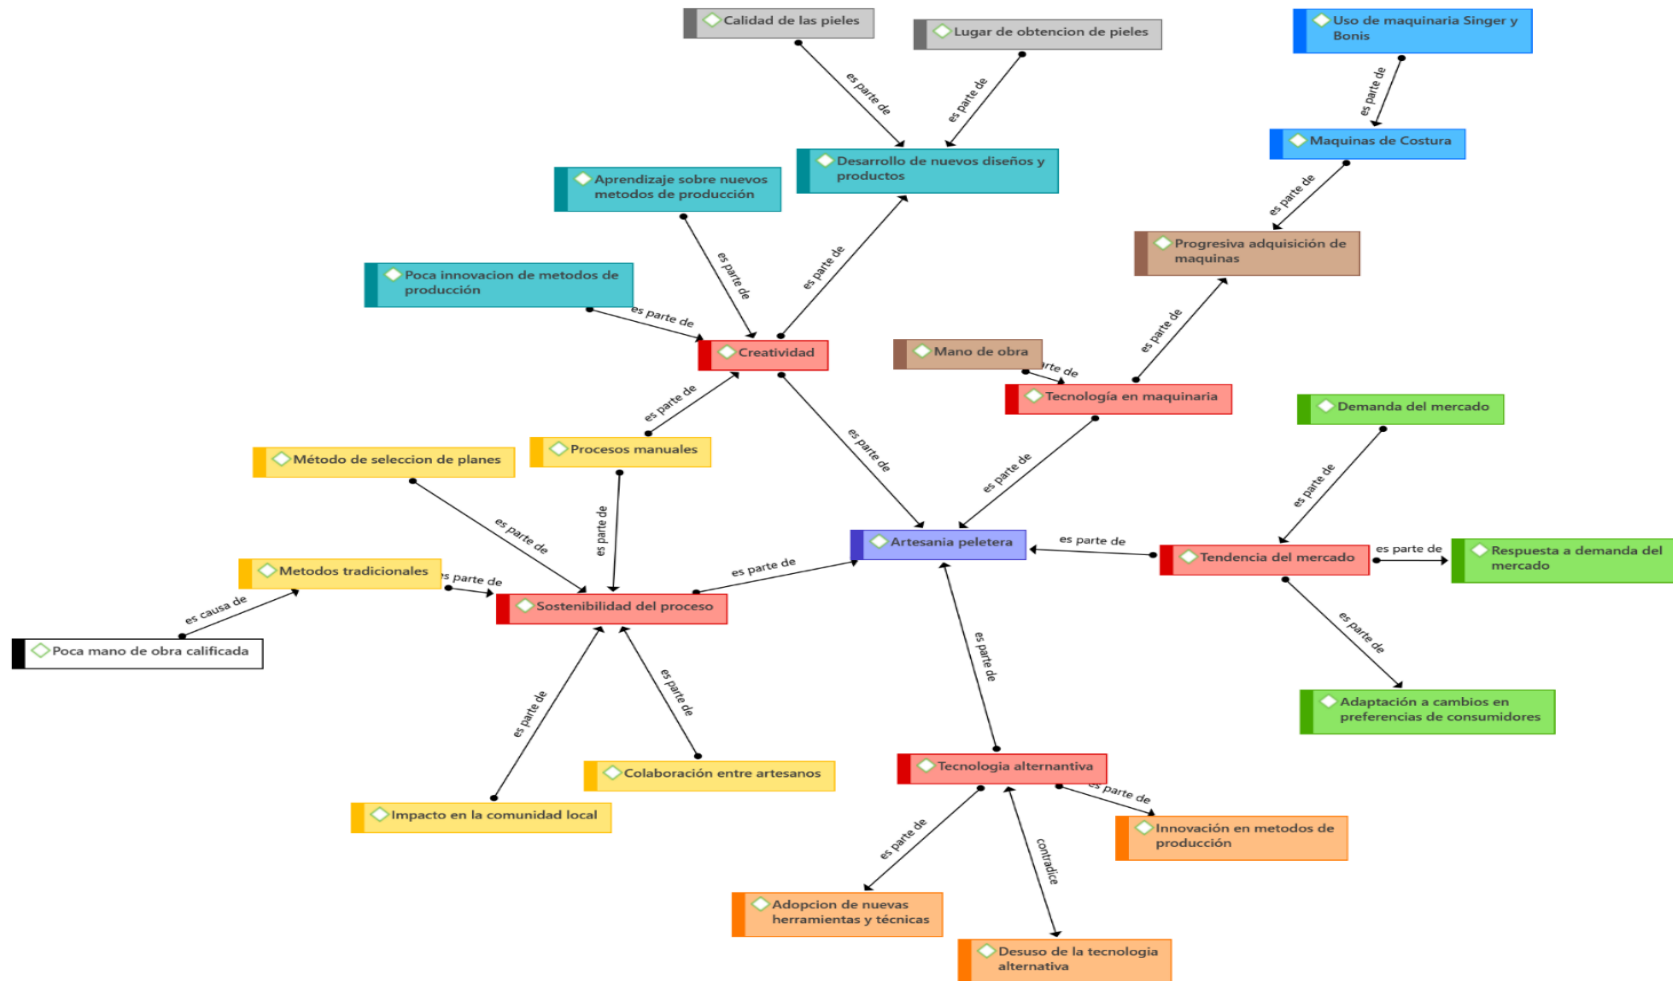 Calidad de las pieles
Lugar de obtencion de pieles
Uso de maquinaria Singer y
Bonis
es parte de
es parte de
es parte de
Maquinas de Costura
Desarrollo de nuevos diseños y
productos
Aprendizaje sobre nuevos
metodos de producción
es parte de
Progresiva adquisición de
maquinas
es parte de
es parte de
Poca innovacion de metodos de
producción
es parte de
es parte de
Creatividad
Mano de obra
parte de
Tecnología en maquinaria
es parte de
Demanda del mercado
es parte de
Procesos manuales
Método de seleccion de planes
es parte de
es parte de
es parte de
es parte de
Artesania peletera
es parte de
Tendencia del mercado
es parte de
Respuesta a demanda del
mercado
Metodos tradicionales
es parte de
es parte de
es causa de
Sostenibilidad del proceso
Poca mano de obra calificada
es parte de
es parte de
es parte de
es parte de
Adaptación a cambios en
preferencias de consumidores
Colaboración entre artesanos
Impacto en la comunidad local
Tecnologia alternantiva
es parte de
es parte de
contradice
Innovación en metodos de
producción
Adopcion de nuevas
herramientas y técnicas
Desuso de la tecnologia
alternativa